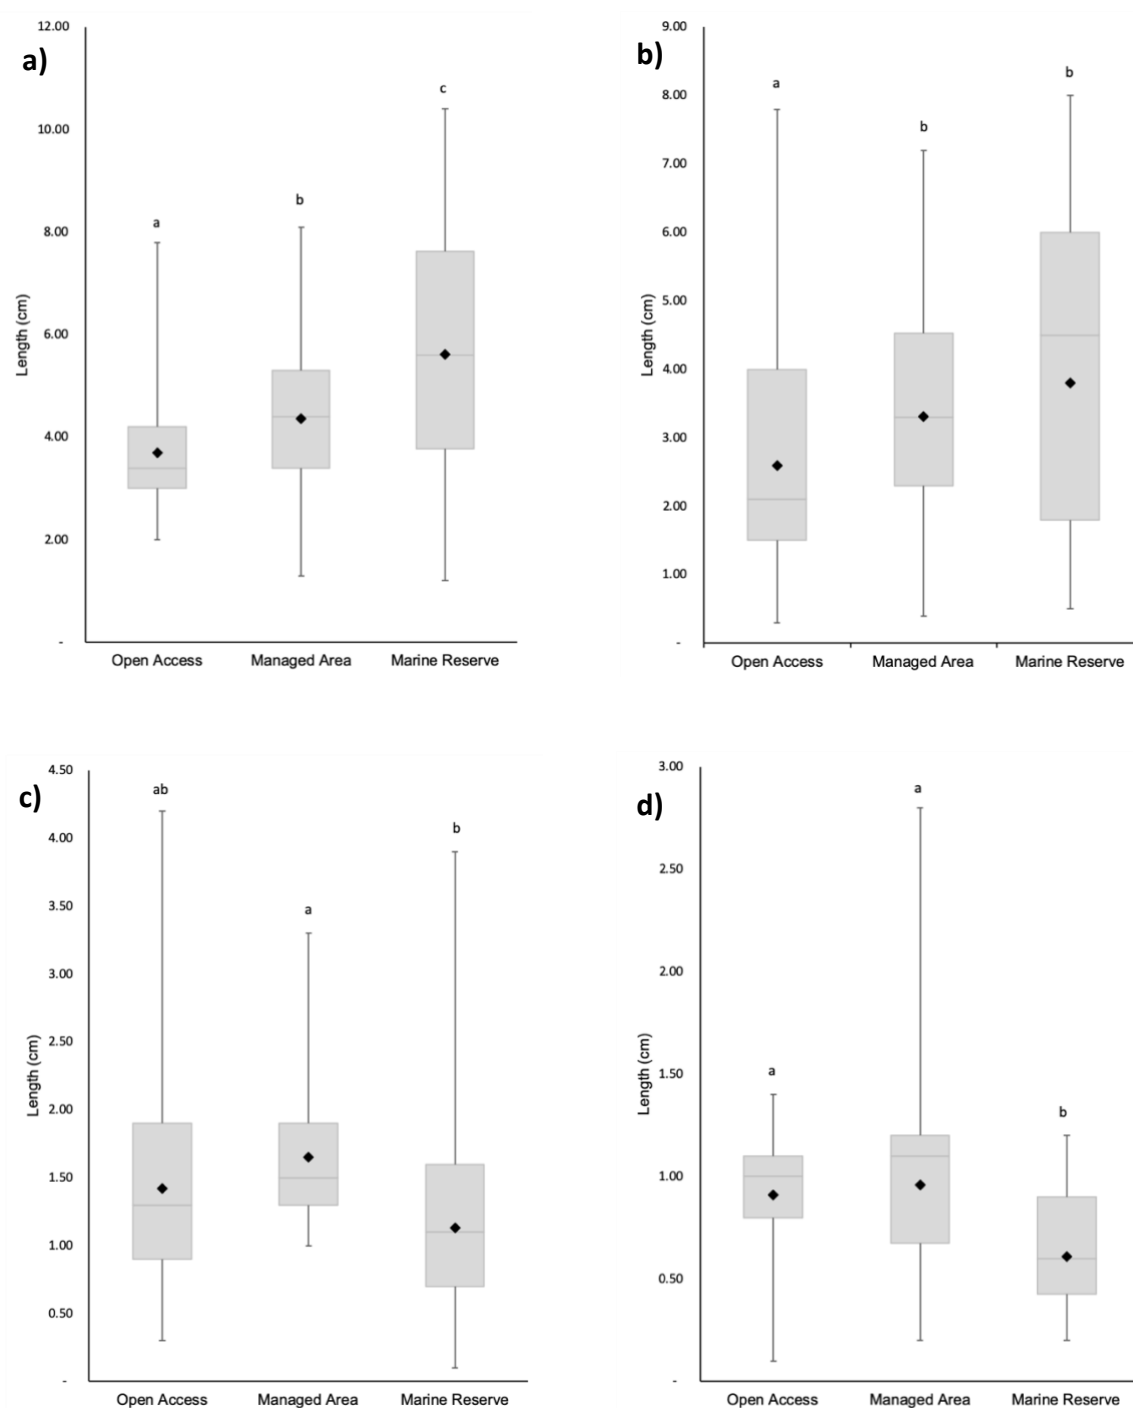 a)
12.00
10.00
8.00
6.00
4.00
2.00
-
Length (cm)
a
b
c
Open Access Managed Area Marine Reserve
b)
9.00
8.00
7.00
6.00
5.00
4.00
3.00
2.00
1.00
-
Length (cm)
a
b
b
Open Access Managed Area Marine Reserve
c)
4.50
4.00
3.50
3.00
2.50
2.00
1.50
1.00
0.50
-
Length (cm)
ab
a
b
Open Access Managed Area Marine Reserve
d)
3.00
2.50
2.00
1.50
1.00
0.50
-
Length (cm)
a
a
b
Open Access Managed Area Marine Reserve